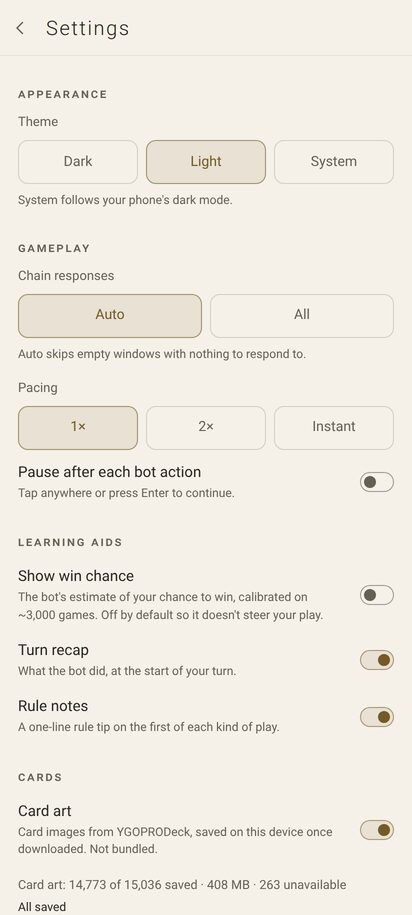 Settings
APPEARANCE
Theme
Dark
Light
System
System follows your phone's dark mode.
GAMEPLAY
Chain responses
Auto
All
Auto skips empty windows with nothing to respond to.
Pacing
1×
2×
Instant
Pause after each bot action
Tap anywhere or press Enter to continue.
LEARNING AIDS
Show win chance
The bot's estimate of your chance to win, calibrated on
~3,000 games. Off by default so it doesn't steer your play.
Turn recap
What the bot did, at the start of your turn.
Rule notes
A one-line rule tip on the first of each kind of play.
CARDS
Card art
Card images from YGOPRODeck, saved on this device once
downloaded. Not bundled.
Card art: 14,773 of 15,036 saved · 408 MB · 263 unavailable
All saved